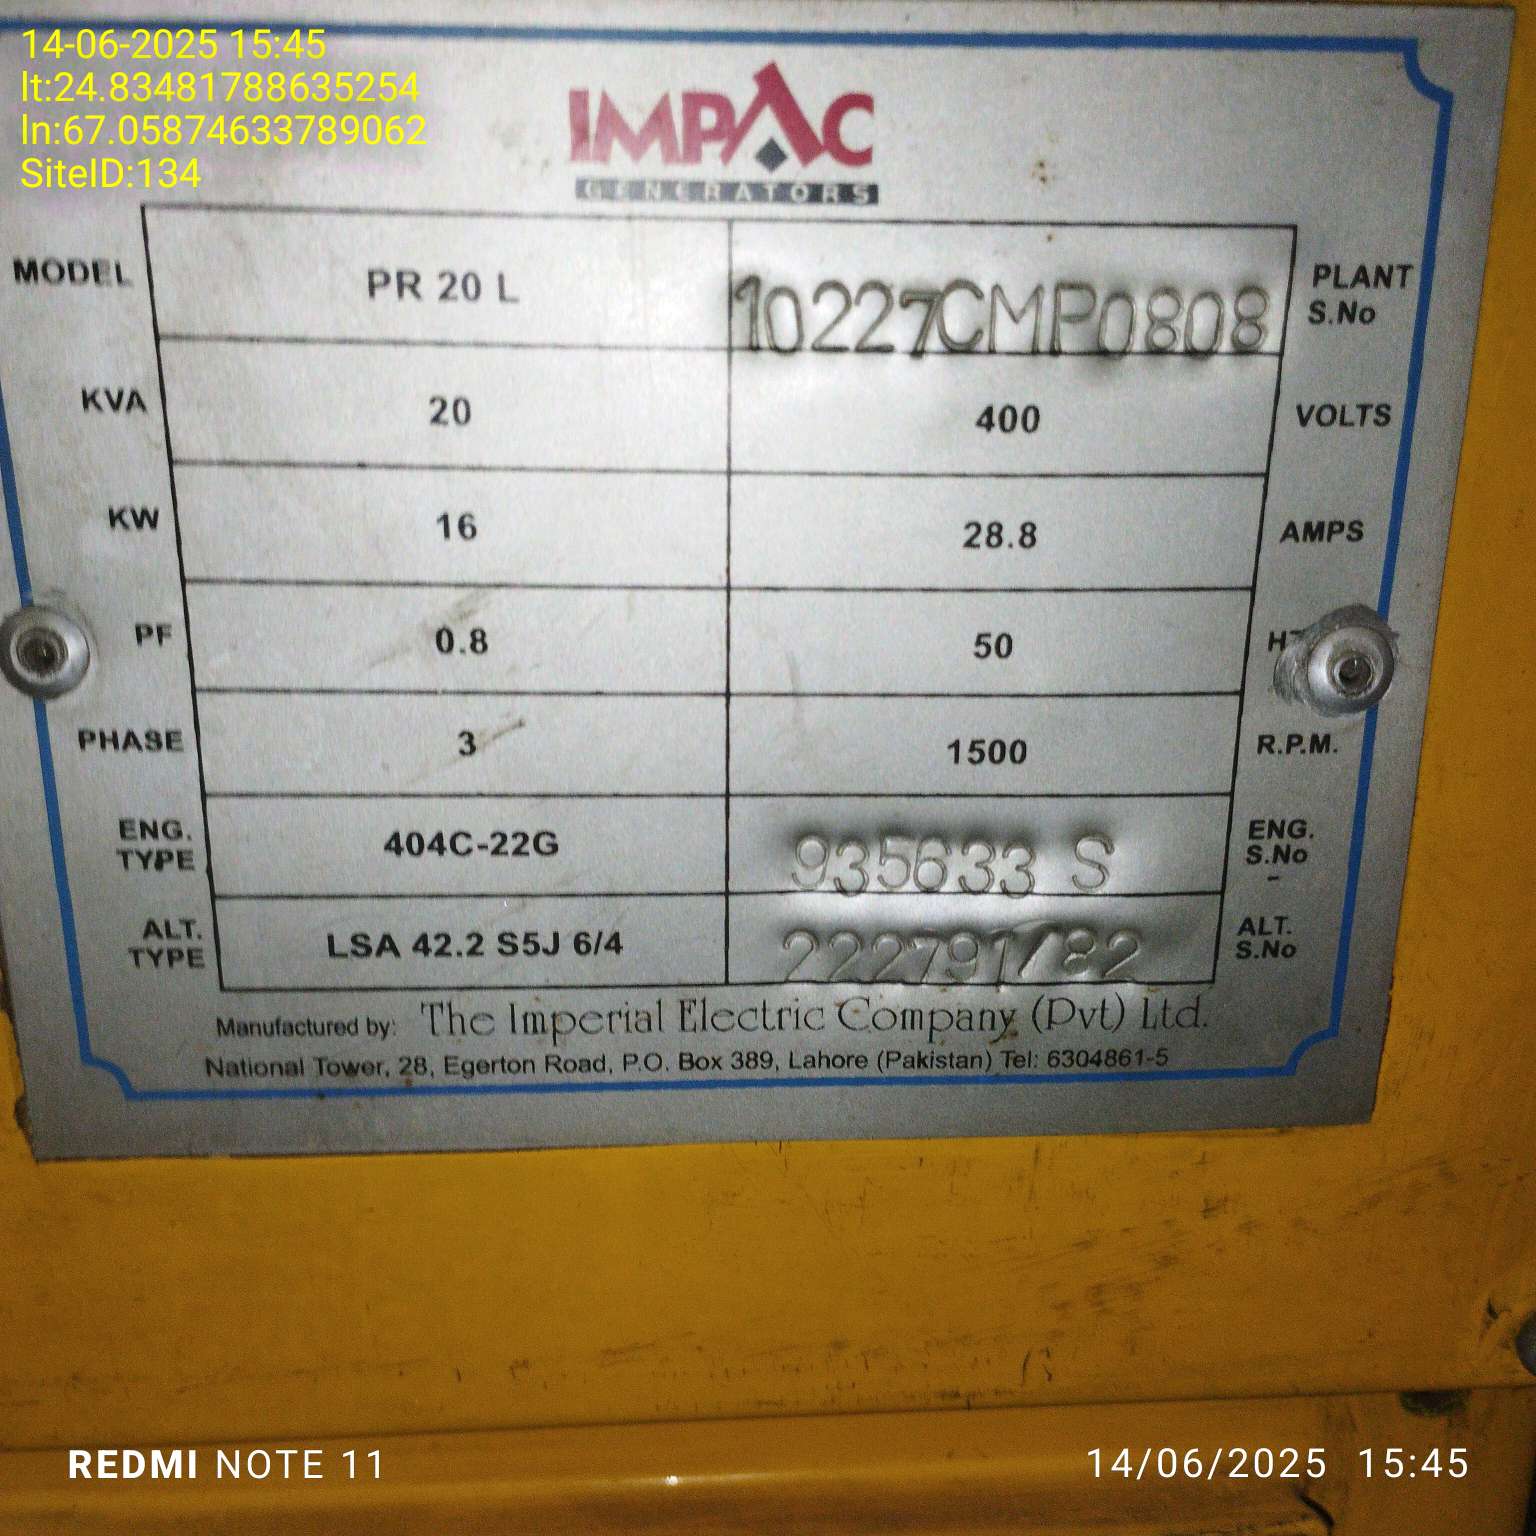 14-06-2025 15:45
lt:24.83481788635254
ln:67.05874633789062
SiteID:134
IMPAC
GENERATORS
MODEL PR 20 L 10227CMP0808 PLANT S.No
KVA 20 400 VOLTS
KW 16 28.8 AMPS
PF 0.8 50
PHASE 3 1500 R.P.M.
ENG. TYPE 404C-22G 935633 S ENG. S.No
ALT. TYPE LSA 42.2 S5J 6/4 222791/82 ALT. S.No
Manufactured by: The Imperial Electric Company (Pvt) Ltd.
National Tower, 28, Egerton Road, P.O. Box 389, Lahore (Pakistan) Tel: 6304861-5
REDMI NOTE 11
14/06/2025 15:45